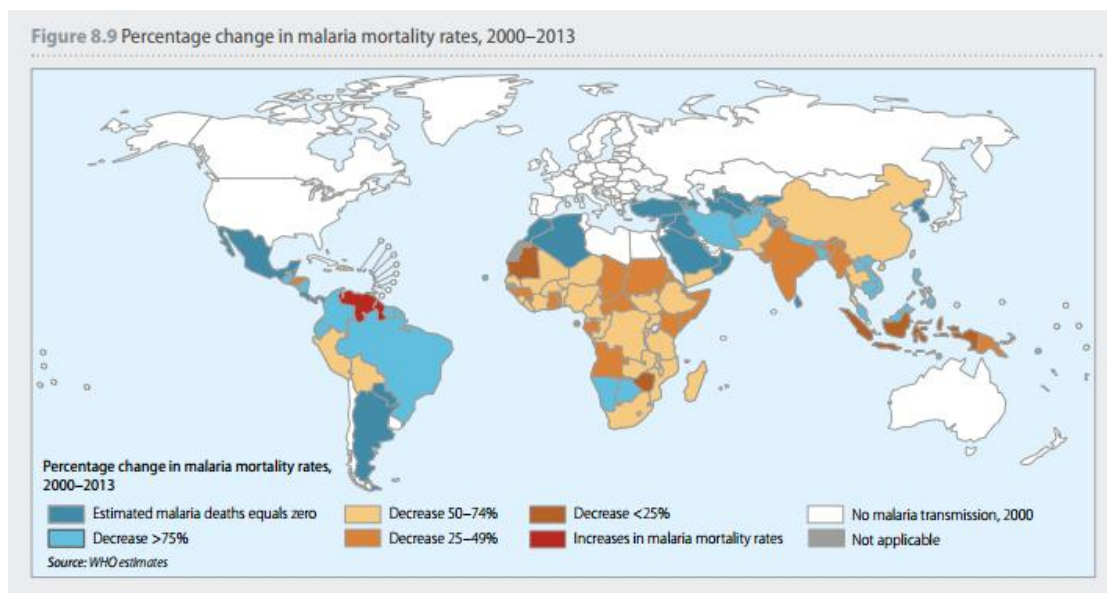 Figure 8.9 Percentage change in malaria mortality rates, 2000–2013
Percentage change in malaria mortality rates,
2000–2013
Estimated malaria deaths equals zero
Decrease >75%
Decrease 50–74%
Decrease 25–49%
Decrease <25%
Increases in malaria mortality rates
No malaria transmission, 2000
Not applicable
Source: WHO estimates